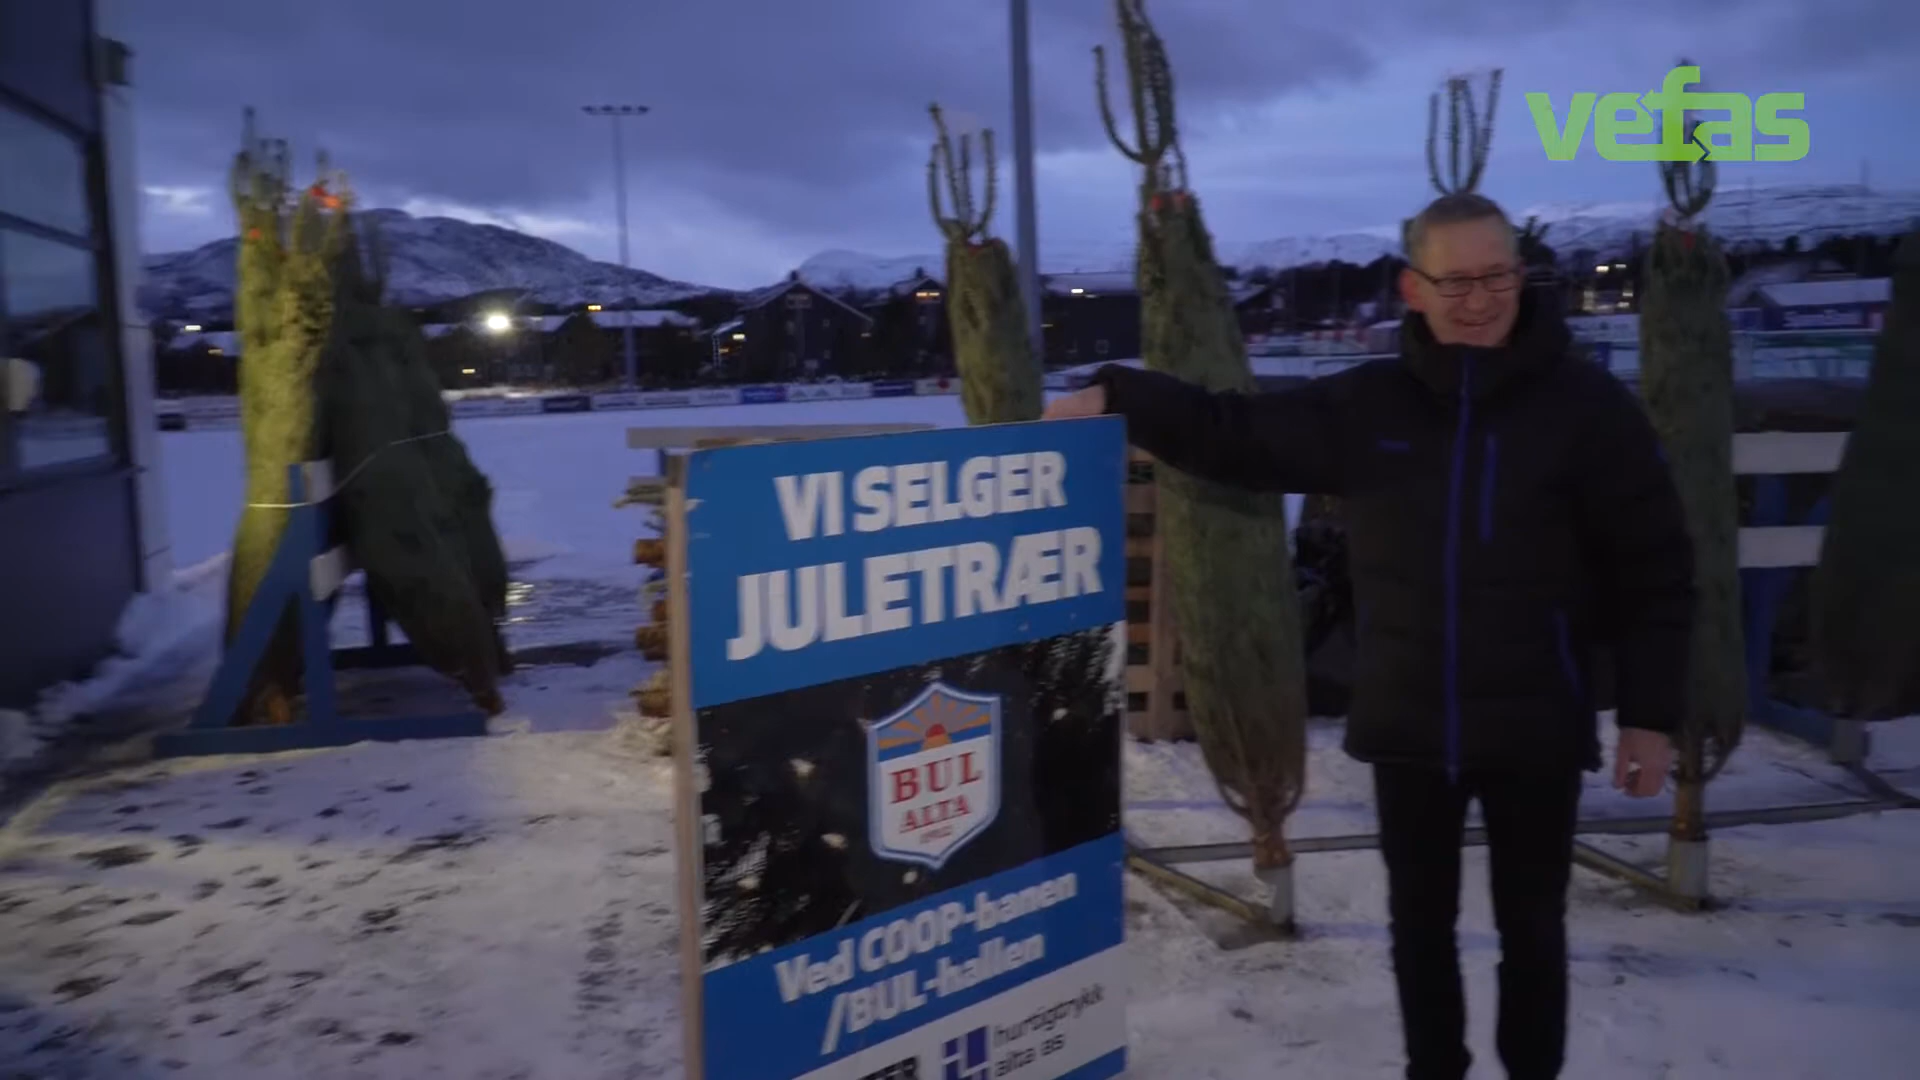 vefas
VI SELGER
JULETRÆR
BUL
ALTA
Ved COOP-banen
/BUL-hallen
hurtigtrykk
alta as